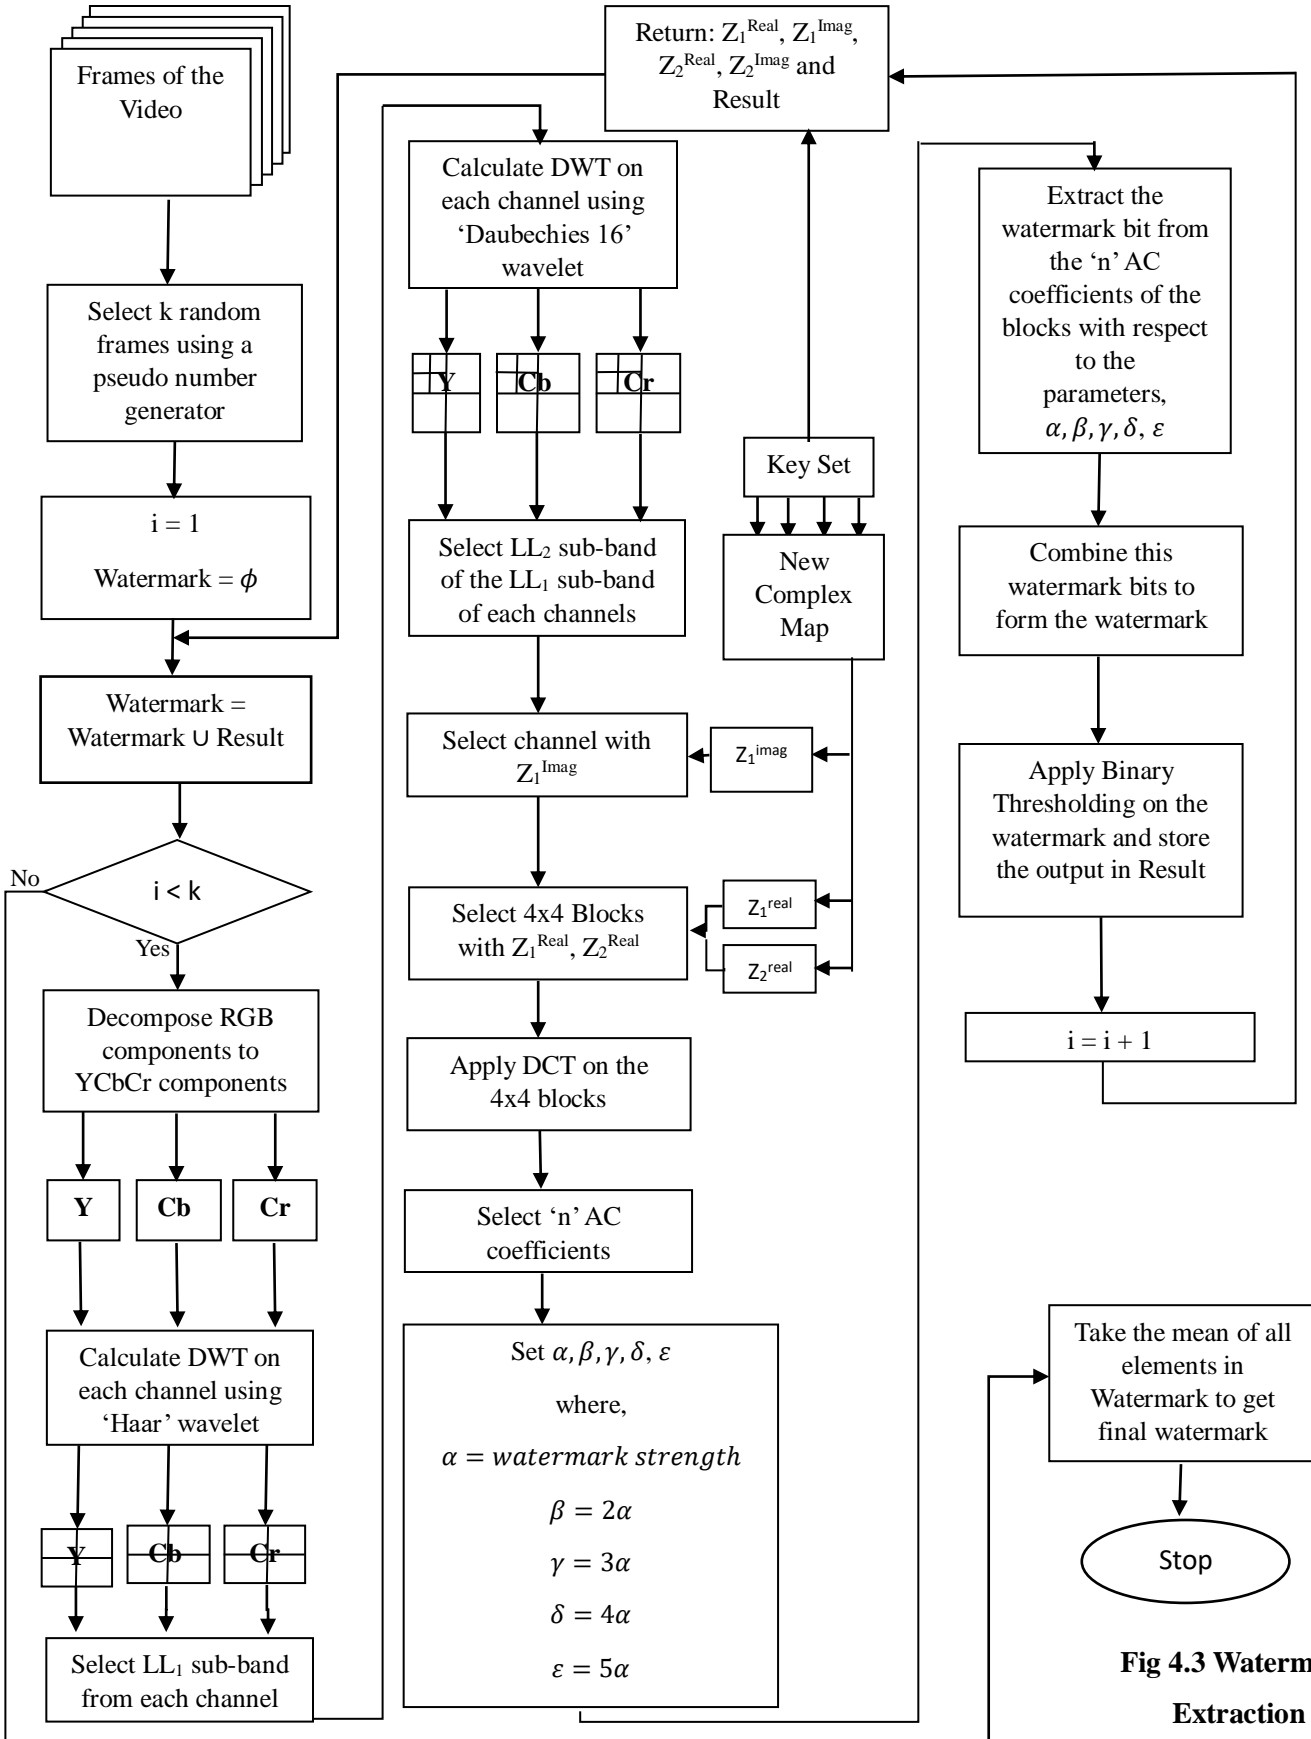 Frames of the
Video
Select k random
frames using a
pseudo number
generator
i = 1
Watermark = ϕ
Watermark =
Watermark ∪ Result
i < k
No
Yes
Decompose RGB
components to
YCbCr components
Y
Cb
Cr
Calculate DWT on
each channel using
‘Haar’ wavelet
Y
Cb
Cr
Select LL₁ sub-band
from each channel
Calculate DWT on
each channel using
‘Daubechies 16’
wavelet
Y
Cb
Cr
Select LL₂ sub-band
of the LL₁ sub-band
of each channels
Select channel with
Z₁ᴵᵐᵃᵍ
Select 4x4 Blocks
with Z₁ᴿᵉᵃˡ, Z₂ᴿᵉᵃˡ
Apply DCT on the
4x4 blocks
Select ‘n’ AC
coefficients
Set α, β, γ, δ, ε
where,
α = watermark strength
β = 2α
γ = 3α
δ = 4α
ε = 5α
Return: Z₁ᴿᵉᵃˡ, Z₁ᴵᵐᵃᵍ,
Z₂ᴿᵉᵃˡ, Z₂ᴵᵐᵃᵍ and
Result
Key Set
New
Complex
Map
Z₁ⁱᵐᵃᵍ
Z₁ʳᵉᵃˡ
Z₂ʳᵉᵃˡ
Extract the
watermark bit from
the ‘n’ AC
coefficients of the
blocks with respect
to the
parameters,
α, β, γ, δ, ε
Combine this
watermark bits to
form the watermark
Apply Binary
Thresholding on the
watermark and store
the output in Result
i = i + 1
Take the mean of all
elements in
Watermark to get
final watermark
Stop
Fig 4.3 Waterm
Extraction